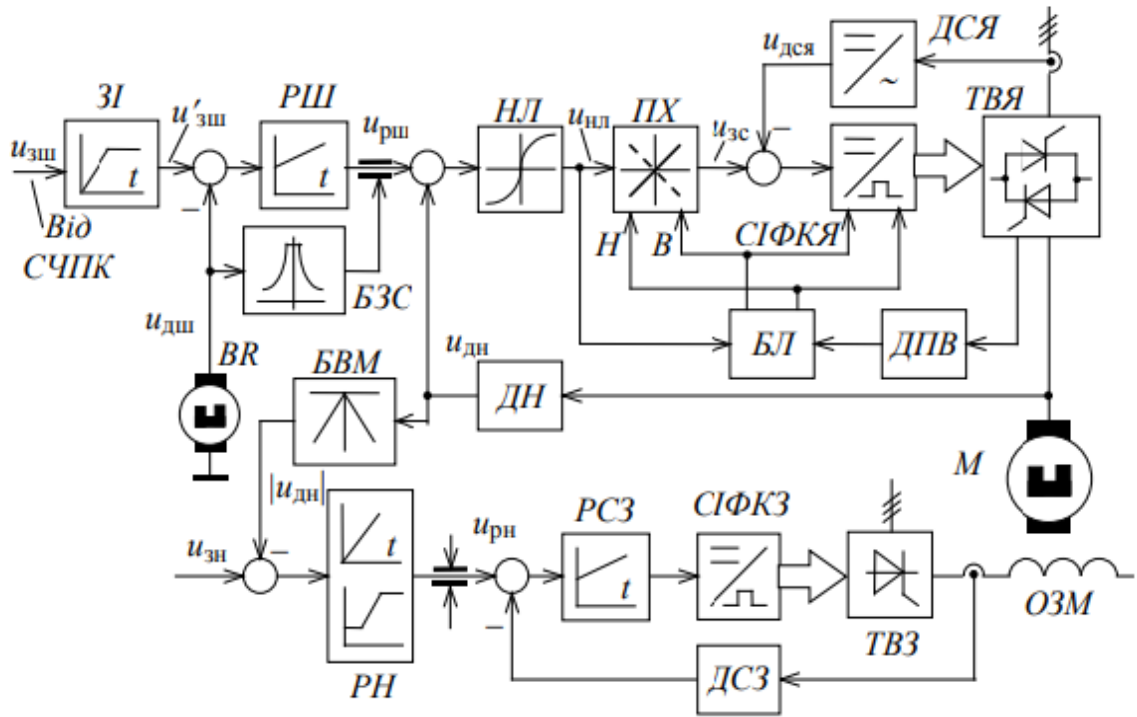 ДСЯ
uдся
ЗІ
u′зш
РШ
uрш
НЛ
uнл
ПХ
uзс
ТВЯ
uзш
t
t
~
Від
СЧПК
Н
В
СІФКЯ
БЗС
uдш
BR
БВМ
uдн
ДН
БЛ
ДПВ
М
|uдн|
uзн
t
uрн
РСЗ
t
СІФКЗ
ТВЗ
ОЗМ
РН
ДСЗ